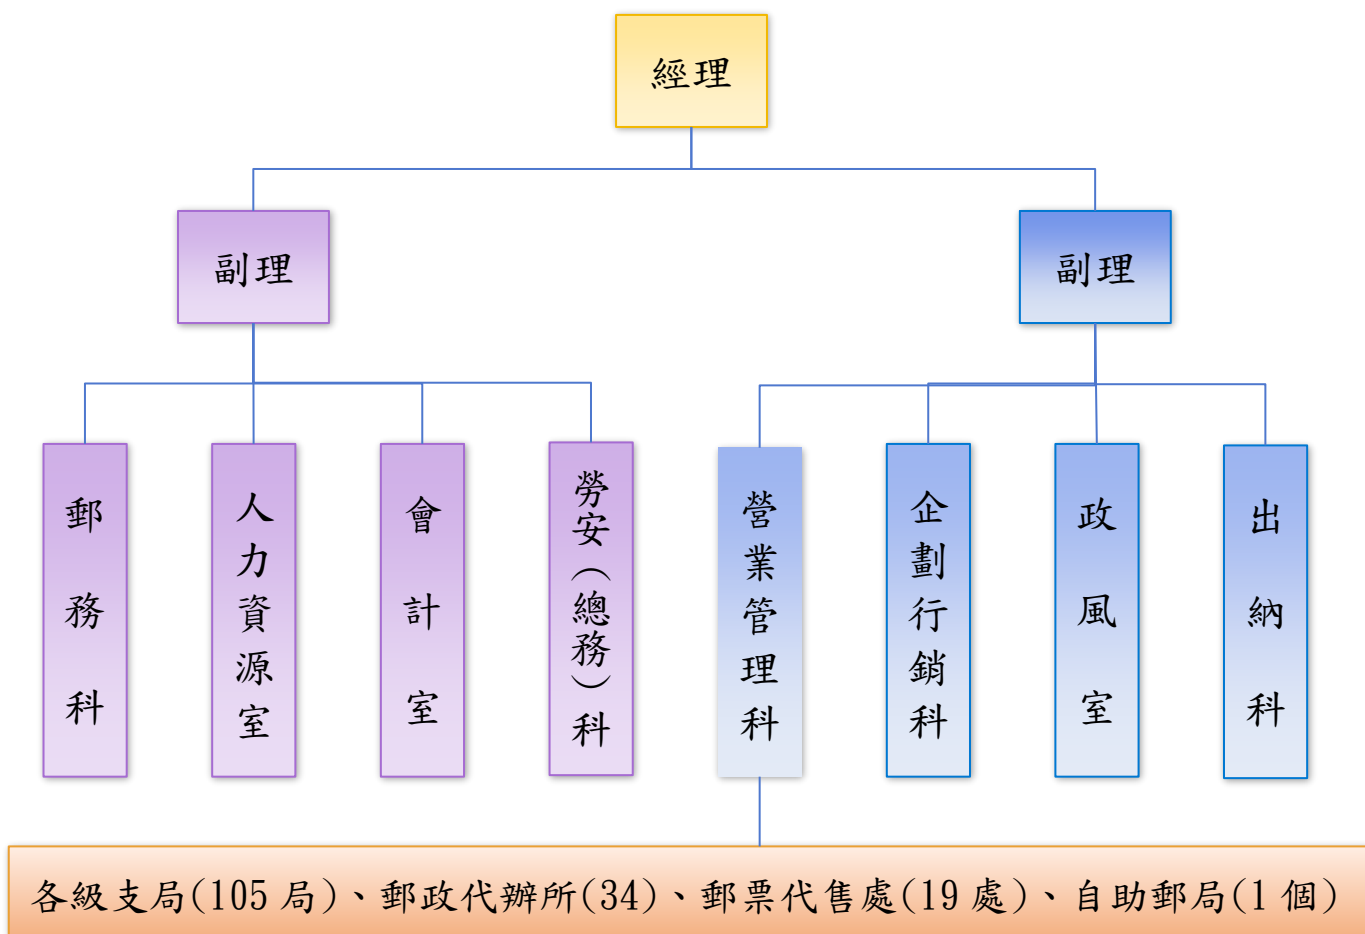 經理
副理
副理
郵務科
人力資源室
會計室
勞安(總務)科
營業管理科
企劃行銷科
政風室
出納科
各級支局(105局)、郵政代辦所(34)、郵票代售處(19處)、自助郵局(1個)